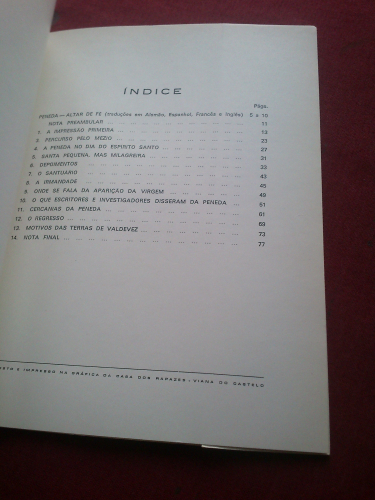 ÍNDICE
Págs.
PENEDA — ALTAR DE FÉ (traduções em Alemão, Espanhol, Francês e Inglês) 5 a 10
NOTA PREAMBULAR ... 11
1. A IMPRESSÃO PRIMEIRA ... 13
2. PERCURSO PELO MEZIO ... 23
4. A PENEDA NO DIA DO ESPÍRITO SANTO ... 27
5. SANTA PEQUENA, MAS MILAGREIRA ... 31
6. DEPOIMENTOS ... 33
7. O SANTUÁRIO ... 43
8. A IRMANDADE ... 45
9. ONDE SE FALA DA APARIÇÃO DA VIRGEM ... 49
10. O QUE ESCRITORES E INVESTIGADORES DISSERAM DA PENEDA ... 51
11. CERCANIAS DA PENEDA ... 61
12. O REGRESSO ... 69
13. MOTIVOS DAS TERRAS DE VALDEVEZ ... 73
14. NOTA FINAL ... 77
E IMPRESSO NA GRÁFICA DA CASA DOS RAPAZES - VIANA DO CASTELO